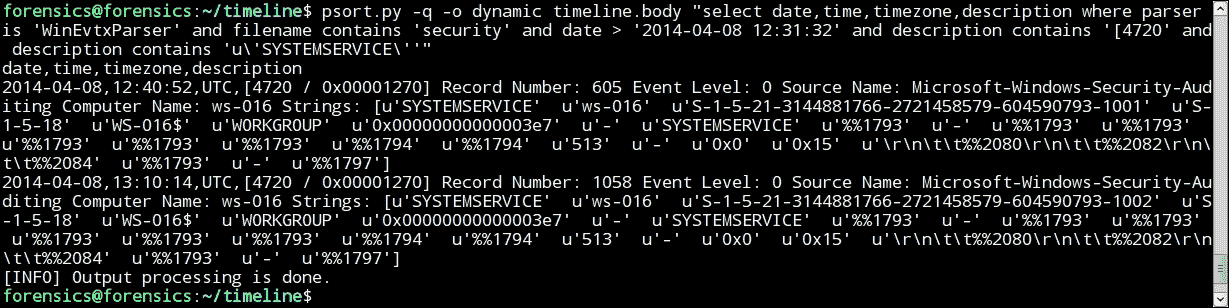 forensics@forensics:~/timeline$ psort.py -q -o dynamic timeline.body "select date,time,timezone,description where parser
is 'WinEvtxParser' and filename contains 'security' and date > '2014-04-08 12:31:32' and description contains '[4720' and
 description contains 'u\'SYSTEMSERVICE\''"
date,time,timezone,description
2014-04-08,12:40:52,UTC,[4720 / 0x00001270] Record Number: 605 Event Level: 0 Source Name: Microsoft-Windows-Security-Aud
iting Computer Name: ws-016 Strings: [u'SYSTEMSERVICE'  u'ws-016'  u'S-1-5-21-3144881766-2721458579-604590793-1001'  u'S-
1-5-18'  u'WS-016$'  u'WORKGROUP'  u'0x00000000000003e7'  u'-'  u'SYSTEMSERVICE'  u'%%1793'  u'-'  u'%%1793'  u'%%1793'
u'%%1793'  u'%%1793'  u'%%1793'  u'%%1794'  u'%%1794'  u'513'  u'-'  u'0x0'  u'0x15'  u'\r\n\t\t%%2080\r\n\t\t%%2082\r\n\
t\t%%2084'  u'%%1793'  u'-'  u'%%1797']
2014-04-08,13:10:14,UTC,[4720 / 0x00001270] Record Number: 1058 Event Level: 0 Source Name: Microsoft-Windows-Security-Au
diting Computer Name: ws-016 Strings: [u'SYSTEMSERVICE'  u'ws-016'  u'S-1-5-21-3144881766-2721458579-604590793-1002'  u'S
-1-5-18'  u'WS-016$'  u'WORKGROUP'  u'0x00000000000003e7'  u'-'  u'SYSTEMSERVICE'  u'%%1793'  u'-'  u'%%1793'  u'%%1793'
 u'%%1793'  u'%%1793'  u'%%1793'  u'%%1794'  u'%%1794'  u'513'  u'-'  u'0x0'  u'0x15'  u'\r\n\t\t%%2080\r\n\t\t%%2082\r\n
\t\t%%2084'  u'%%1793'  u'-'  u'%%1797']
[INFO] Output processing is done.
forensics@forensics:~/timeline$